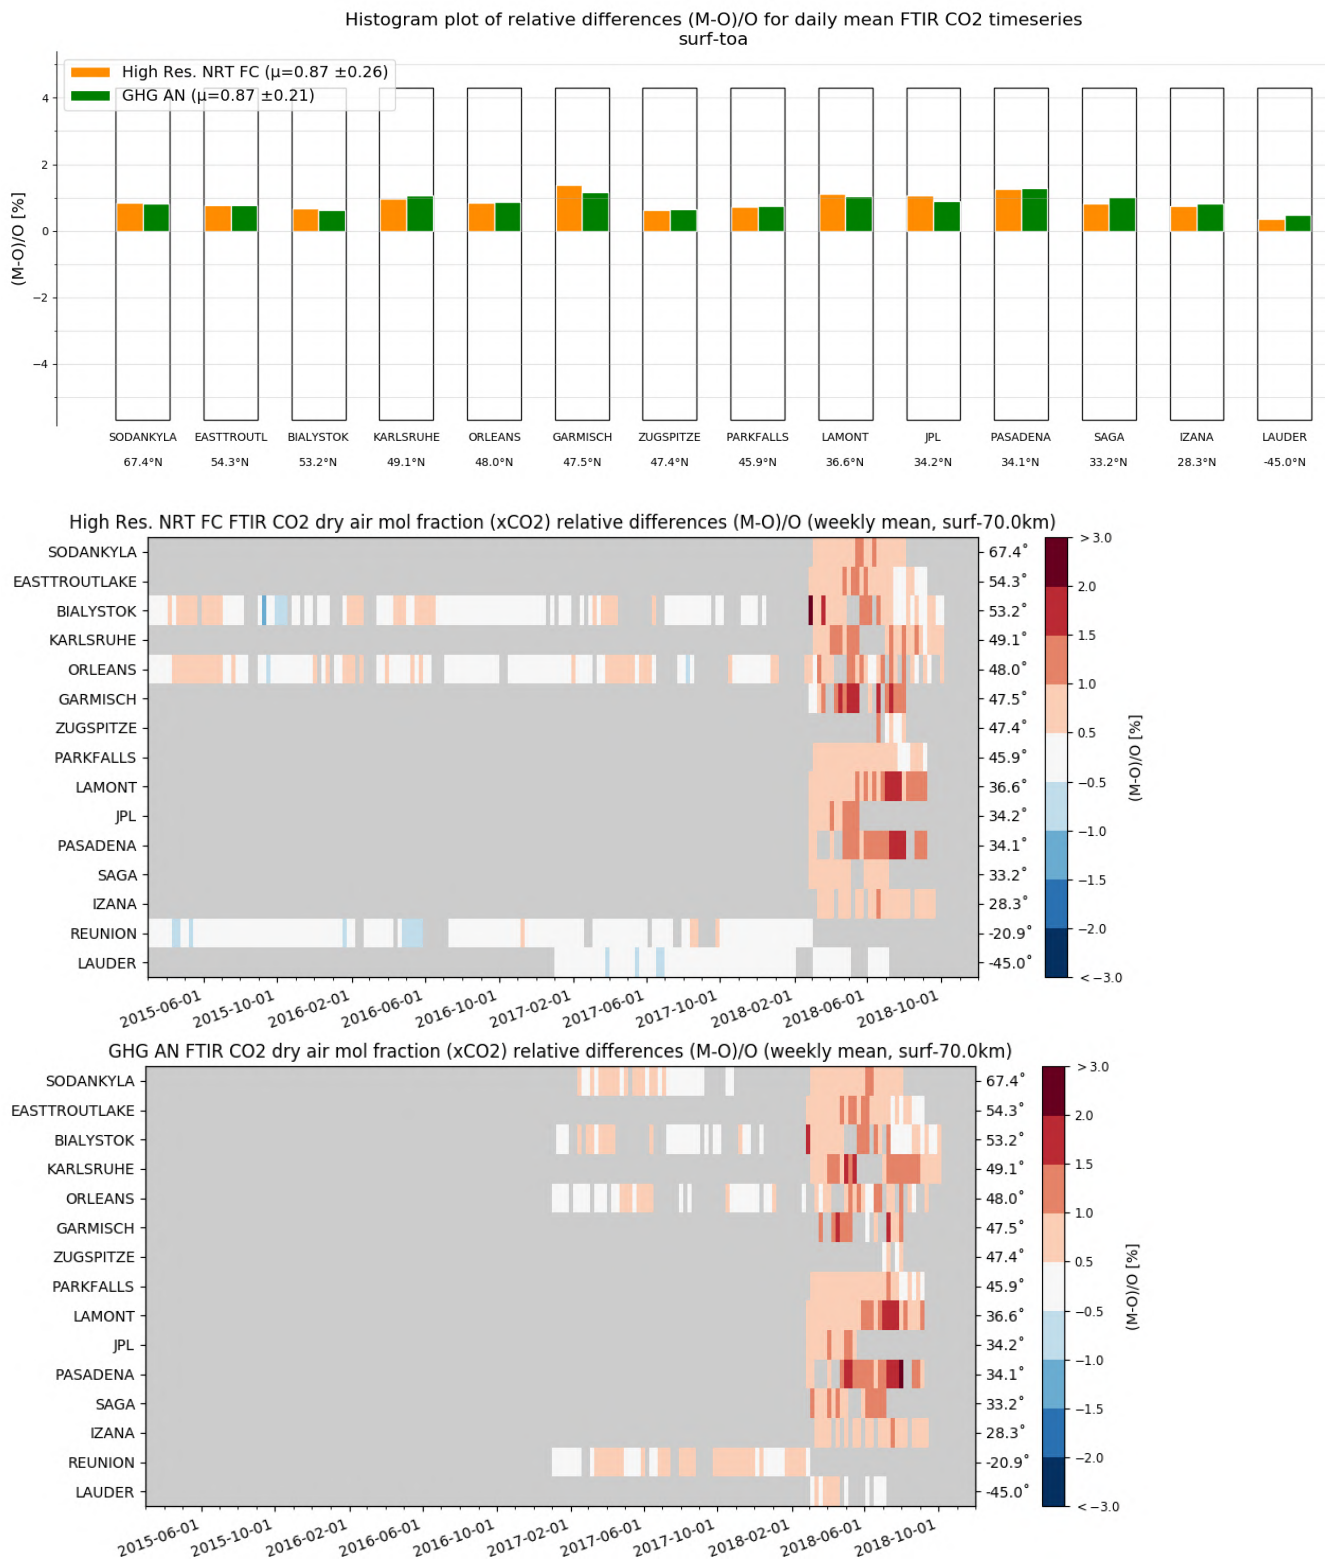 Histogram plot of relative differences (M-O)/O for daily mean FTIR CO2 timeseries
surf-toa
High Res. NRT FC (μ=0.87 ±0.26)
GHG AN (μ=0.87 ±0.21)
(M-O)/O [%]
4
2
0
−2
−4
SODANKYLA EASTTROUTL BIALYSTOK KARLSRUHE ORLEANS GARMISCH ZUGSPITZE PARKFALLS LAMONT JPL PASADENA SAGA IZANA LAUDER
67.4°N 54.3°N 53.2°N 49.1°N 48.0°N 47.5°N 47.4°N 45.9°N 36.6°N 34.2°N 34.1°N 33.2°N 28.3°N -45.0°N
High Res. NRT FC FTIR CO2 dry air mol fraction (xCO2) relative differences (M-O)/O (weekly mean, surf-70.0km)
SODANKYLA 67.4˚
EASTTROUTLAKE 54.3˚
BIALYSTOK 53.2˚
KARLSRUHE 49.1˚
ORLEANS 48.0˚
GARMISCH 47.5˚
ZUGSPITZE 47.4˚
PARKFALLS 45.9˚
LAMONT 36.6˚
JPL 34.2˚
PASADENA 34.1˚
SAGA 33.2˚
IZANA 28.3˚
REUNION -20.9˚
LAUDER -45.0˚
2015-06-01 2015-10-01 2016-02-01 2016-06-01 2016-10-01 2017-02-01 2017-06-01 2017-10-01 2018-02-01 2018-06-01 2018-10-01
> 3.0
2.0
1.5
1.0
0.5
−0.5
−1.0
−1.5
−2.0
< −3.0
(M-O)/O [%]
GHG AN FTIR CO2 dry air mol fraction (xCO2) relative differences (M-O)/O (weekly mean, surf-70.0km)
SODANKYLA 67.4˚
EASTTROUTLAKE 54.3˚
BIALYSTOK 53.2˚
KARLSRUHE 49.1˚
ORLEANS 48.0˚
GARMISCH 47.5˚
ZUGSPITZE 47.4˚
PARKFALLS 45.9˚
LAMONT 36.6˚
JPL 34.2˚
PASADENA 34.1˚
SAGA 33.2˚
IZANA 28.3˚
REUNION -20.9˚
LAUDER -45.0˚
2015-06-01 2015-10-01 2016-02-01 2016-06-01 2016-10-01 2017-02-01 2017-06-01 2017-10-01 2018-02-01 2018-06-01 2018-10-01
> 3.0
2.0
1.5
1.0
0.5
−0.5
−1.0
−1.5
−2.0
< −3.0
(M-O)/O [%]